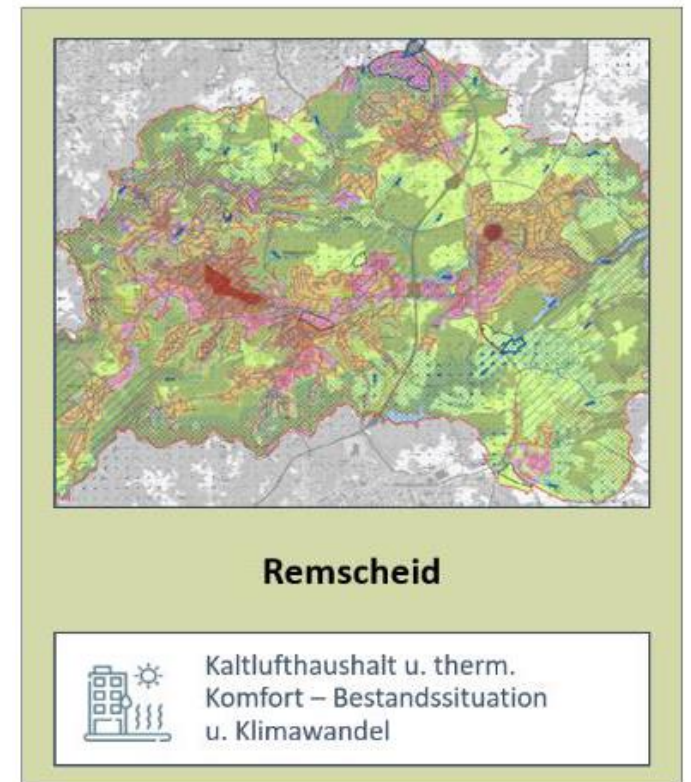 Remscheid
Kaltlufthaushalt u. therm.
Komfort – Bestandssituation
u. Klimawandel